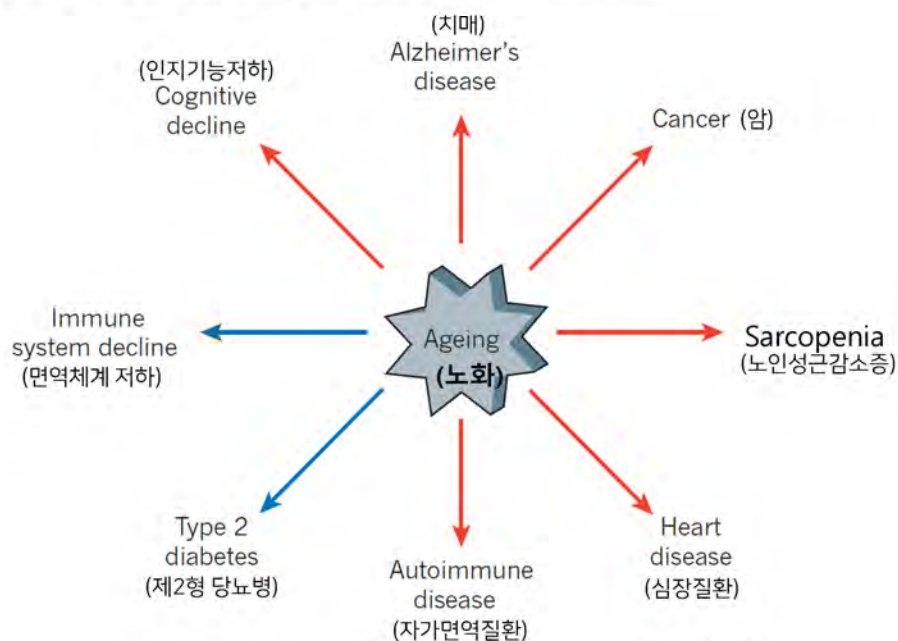 (치매)
Alzheimer's
disease
(인지기능저하)
Cognitive
decline
Cancer (암)
Immune
system decline
(면역체계 저하)
Ageing
(노화)
Sarcopenia
(노인성근감소증)
Type 2
diabetes
(제2형 당뇨병)
Autoimmune
disease
(자가면역질환)
Heart
disease
(심장질환)